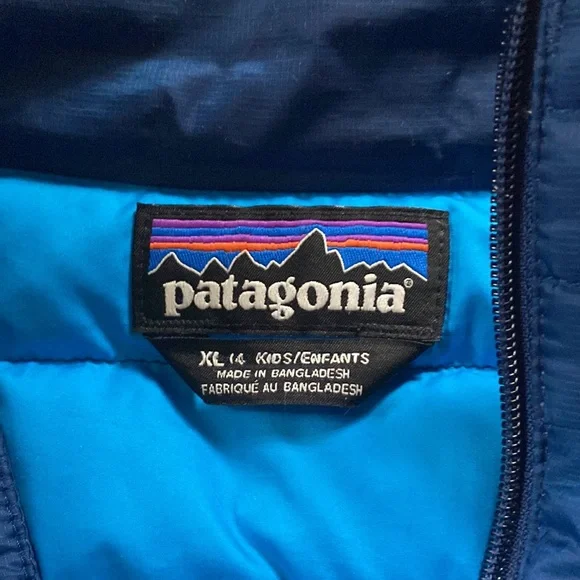 patagonia®
XL 14 KIDS/ENFANTS
MADE IN BANGLADESH
FABRIQUÉ AU BANGLADESH